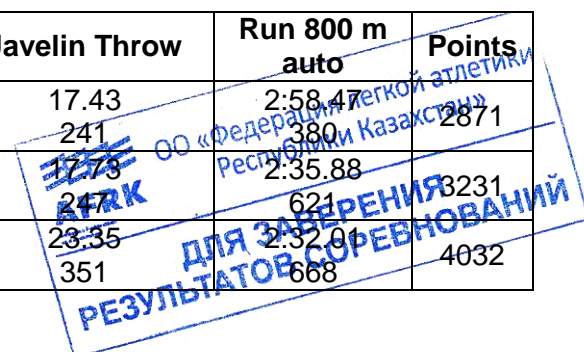 Javelin Throw Run 800 m auto Points
17.43 2:58.47 2871
241 380
17.73 2:35.88 3231
247 621
23.35 2:32.01 4032
351 668
ОО «Федерация легкой атлетики
Республики Казахстан»
AFRK
ДЛЯ ЗАВЕРЕНИЯ
РЕЗУЛЬТАТОВ СОРЕВНОВАНИЙ